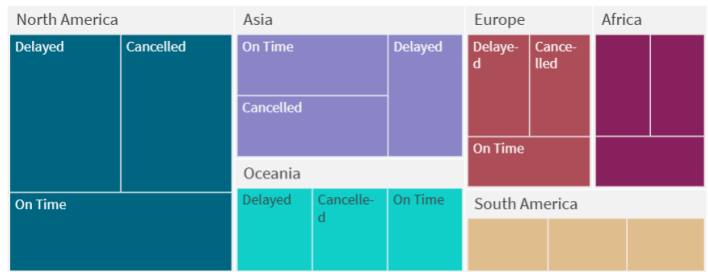 North America
Delayed
Cancelled
On Time
Asia
On Time
Delayed
Cancelled
Oceania
Delayed
Cancelle-
d
On Time
Europe
Delaye-
d
Cance-
lled
On Time
Africa
South America